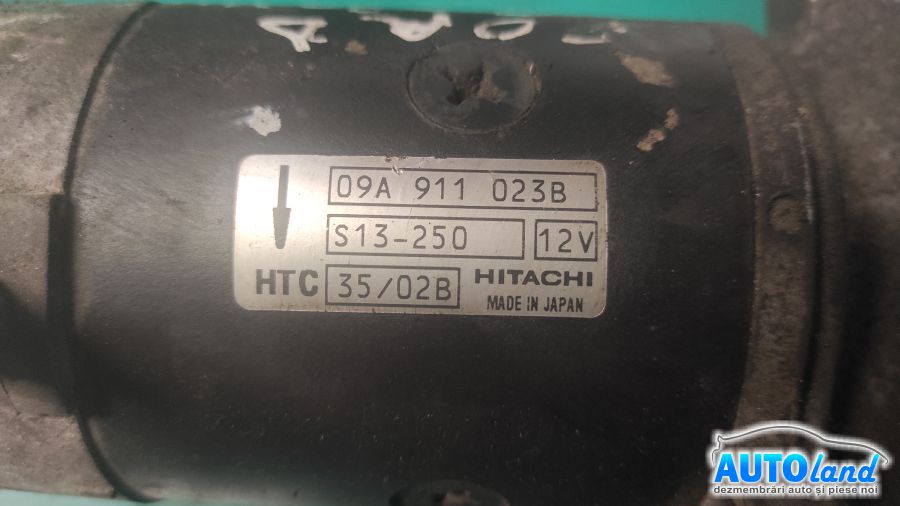 09A 911 023B
S13-250 12V
HTC 35/02B HITACHI
MADE IN JAPAN
AUTOland
dezmembrări auto și piese noi